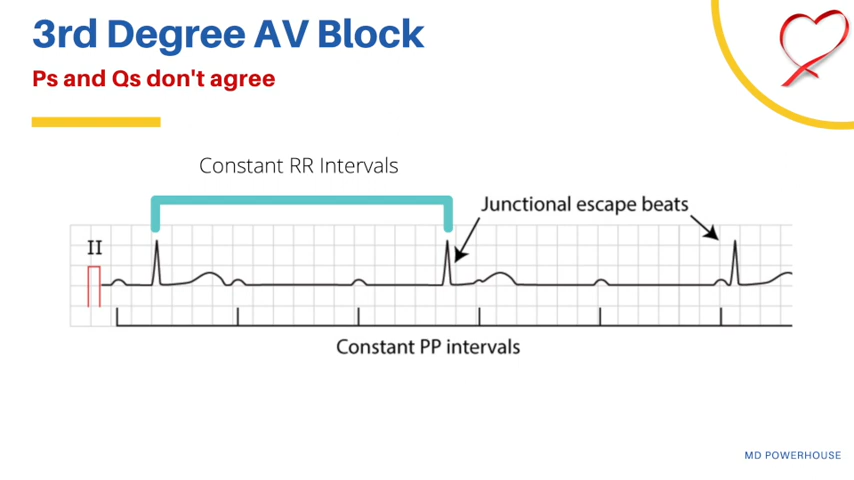 3rd Degree AV Block
Ps and Qs don't agree
Constant RR Intervals
Junctional escape beats
II
Constant PP intervals
MD POWERHOUSE